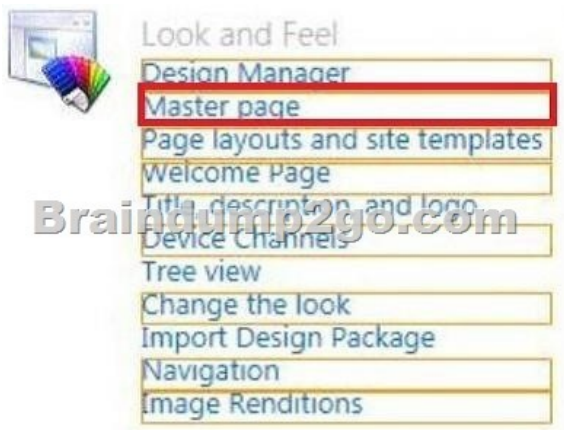 Look and Feel
Design Manager
Master page
Page layouts and site templates
Welcome Page
Title, description, and logo
Braindump2go.com
Device Channels
Tree view
Change the look
Import Design Package
Navigation
Image Renditions